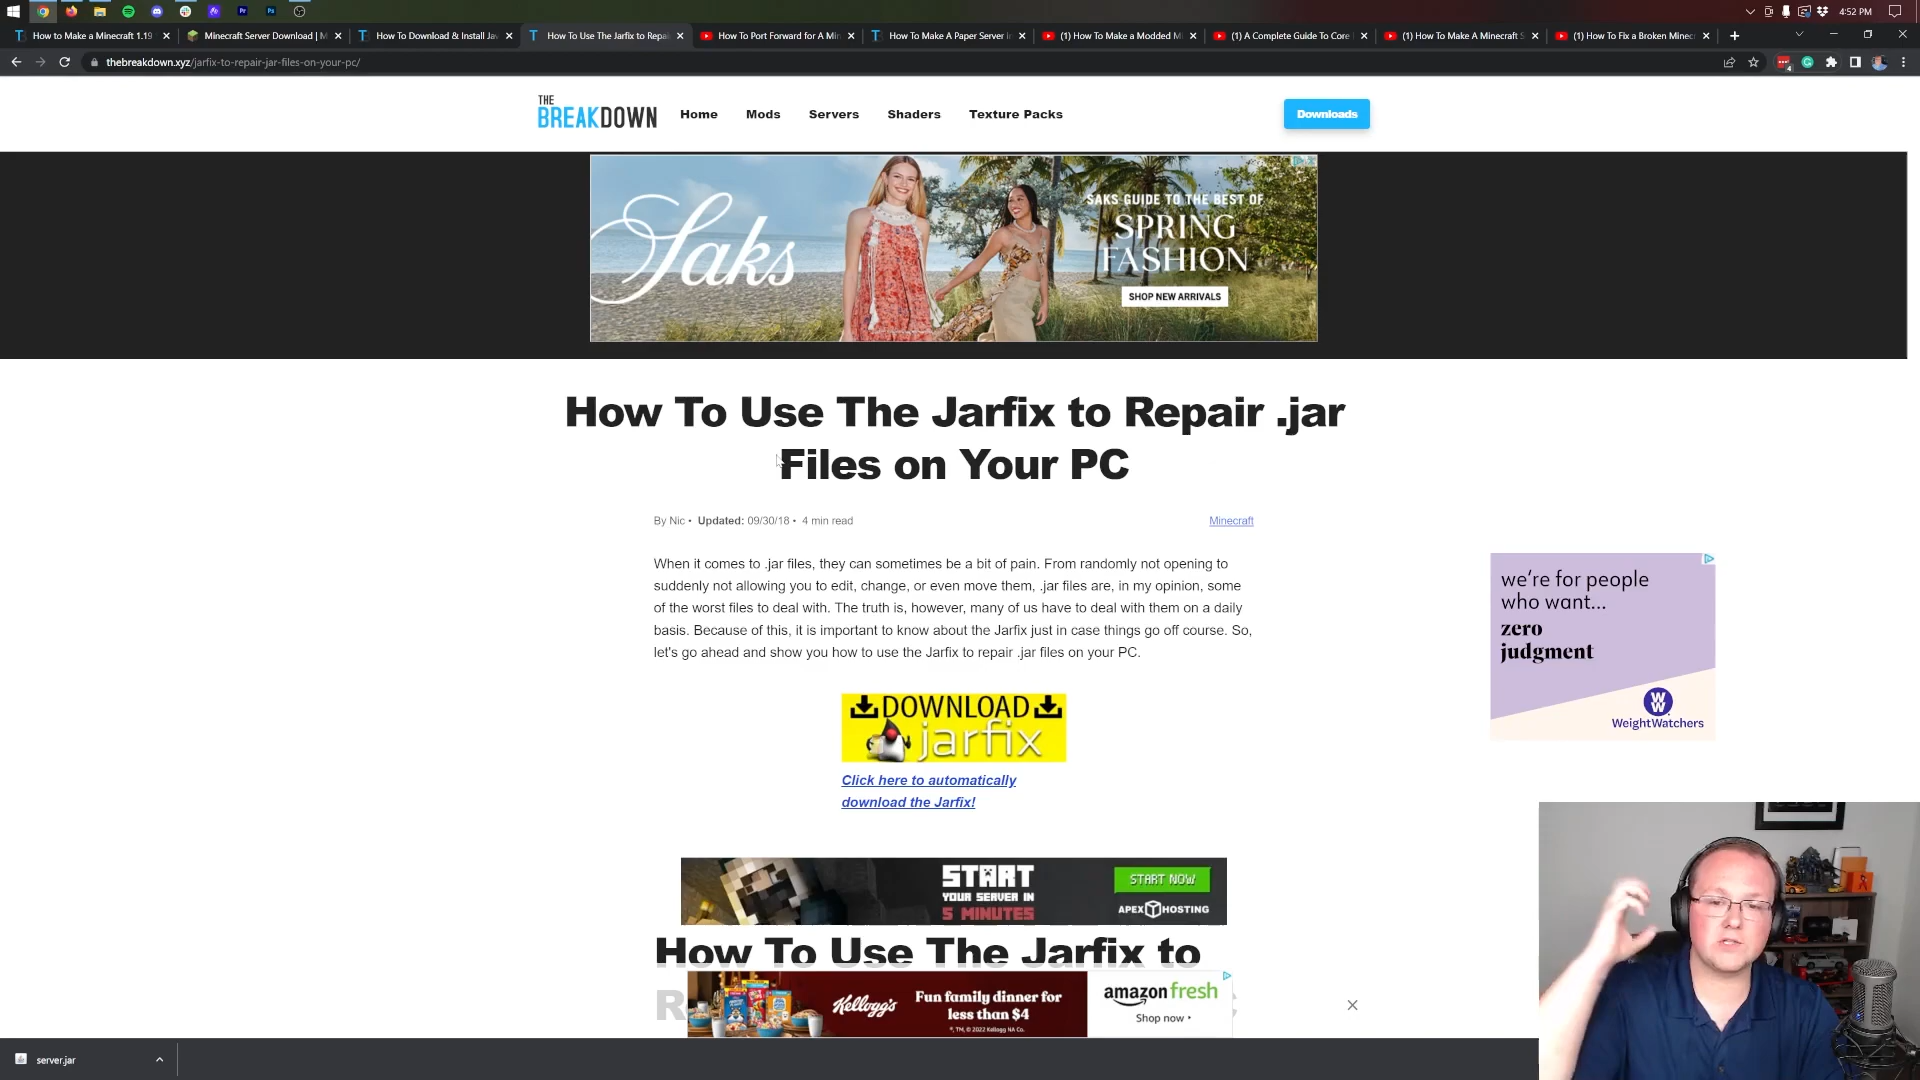 4:52 PM
How to Make a Minecraft 1.19
Minecraft Server Download | M
How To Download & Install Jav
How To Use The Jarfix to Repai
How To Port Forward for A Min
How To Make A Paper Server in
(1) How To Make a Modded M
(1) A Complete Guide To Core
(1) How To Make A Minecraft S
(1) How To Fix a Broken Minec
thebreakdown.xyz/jarfix-to-repair-jar-files-on-your-pc/
THE
BREAKDOWN
Home
Mods
Servers
Shaders
Texture Packs
Downloads
Saks
SAKS GUIDE TO THE BEST OF
SPRING
FASHION
SHOP NEW ARRIVALS
How To Use The Jarfix to Repair .jar
Files on Your PC
By Nic • Updated: 09/30/18 • 4 min read
Minecraft
When it comes to .jar files, they can sometimes be a bit of pain. From randomly not opening to
suddenly not allowing you to edit, change, or even move them, .jar files are, in my opinion, some
of the worst files to deal with. The truth is, however, many of us have to deal with them on a daily
basis. Because of this, it is important to know about the Jarfix just in case things go off course. So,
let's go ahead and show you how to use the Jarfix to repair .jar files on your PC.
we're for people
who want...
zero
judgment
WW
WeightWatchers
DOWNLOAD
jarfix
Click here to automatically
download the Jarfix!
START
YOUR SERVER IN
5 MINUTES
START NOW
APEX HOSTING
How To Use The Jarfix to
R
Kellogg's
Fun family dinner for
less than $4
®, TM, © 2022 Kellogg NA Co.
amazon fresh
Shop now
server.jar